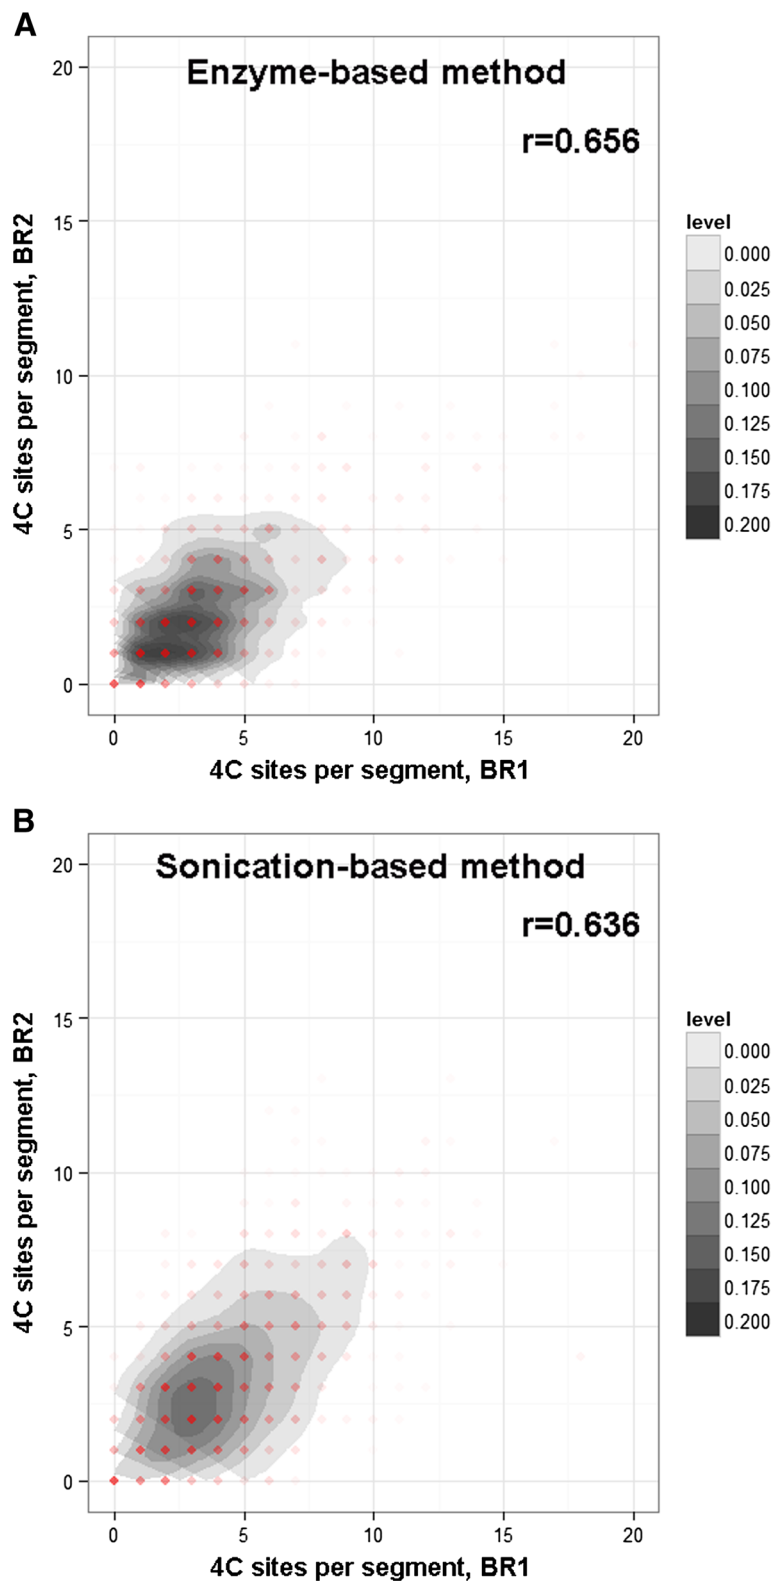 A
Enzyme-based method
r=0.656
20
15
10
5
0
4C sites per segment, BR2
0 5 10 15 20
4C sites per segment, BR1
level
0.000
0.025
0.050
0.075
0.100
0.125
0.150
0.175
0.200
B
Sonication-based method
r=0.636
20
15
10
5
0
4C sites per segment, BR2
0 5 10 15 20
4C sites per segment, BR1
level
0.000
0.025
0.050
0.075
0.100
0.125
0.150
0.175
0.200